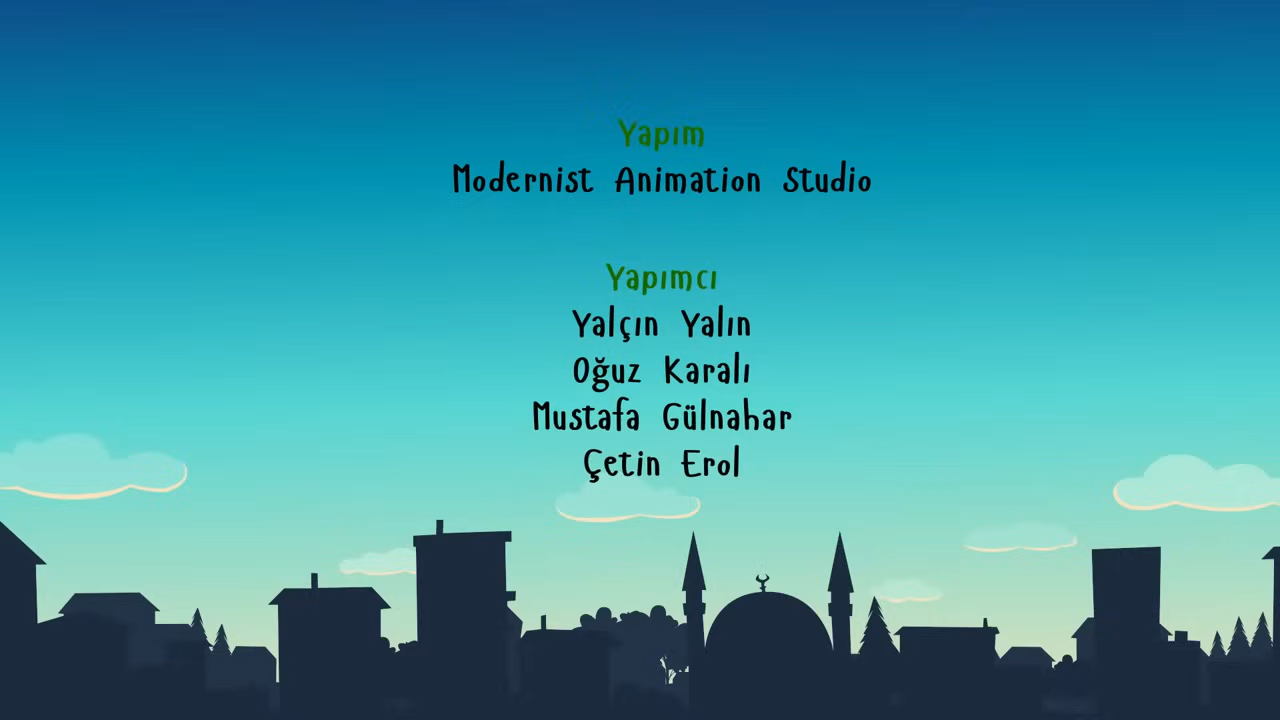 Yapım
Modernist Animation Studio
Yapımcı
Yalçın Yalın
Oğuz Karalı
Mustafa Gülnahar
Çetin Erol